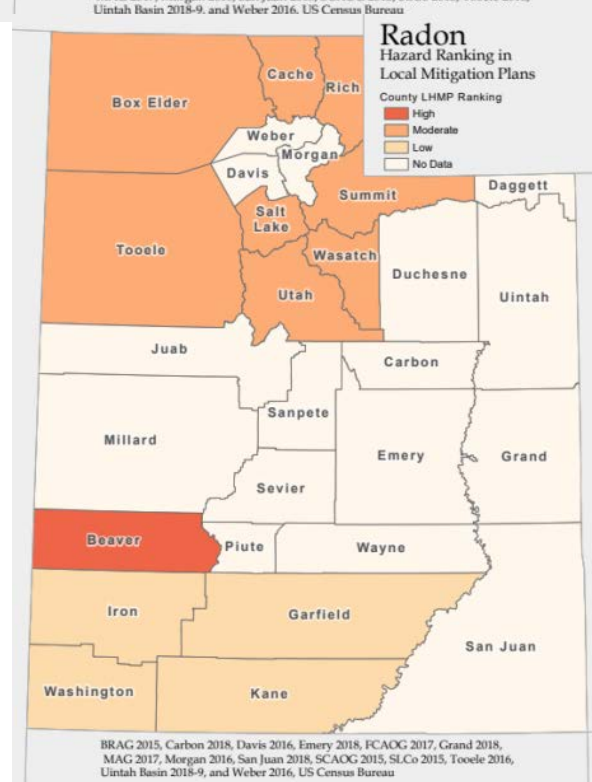 Uintah Basin 2018-9, and Weber 2016, US Census Bureau
Radon
Hazard Ranking in
Local Mitigation Plans
County LHMP Ranking
High
Moderate
Low
No Data
Cache
Rich
Box Elder
Weber
Morgan
Davis
Daggett
Summit
Salt
Lake
Tooele
Wasatch
Duchesne
Uintah
Utah
Juab
Carbon
Sanpete
Millard
Emery
Grand
Sevier
Beaver
Piute
Wayne
Iron
Garfield
San Juan
Washington
Kane
BRAG 2015, Carbon 2018, Davis 2016, Emery 2018, FCAOG 2017, Grand 2018,
MAG 2017, Morgan 2016, San Juan 2018, SCAOG 2015, SLCo 2015, Tooele 2016,
Uintah Basin 2018-9, and Weber 2016, US Census Bureau